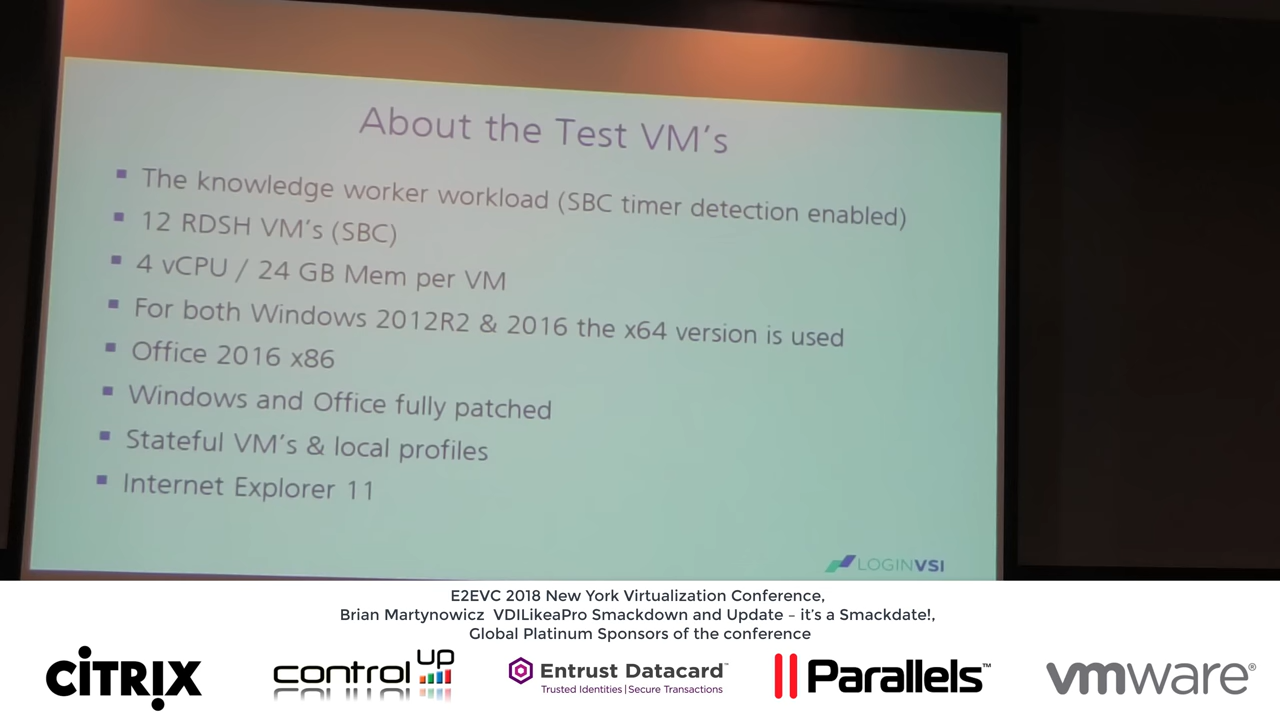 About the Test VM's
▪ The knowledge worker workload (SBC timer detection enabled)
▪ 12 RDSH VM's (SBC)
▪ 4 vCPU / 24 GB Mem per VM
▪ For both Windows 2012R2 & 2016 the x64 version is used
▪ Office 2016 x86
▪ Windows and Office fully patched
▪ Stateful VM's & local profiles
▪ Internet Explorer 11
LOGINVSI
E2EVC 2018 New York Virtualization Conference,
Brian Martynowicz VDILikeaPro Smackdown and Update – it's a Smackdate!,
Global Platinum Sponsors of the conference
CİTRIX
control UP
Entrust Datacard™
Trusted Identities | Secure Transactions
Parallels™
vmware®